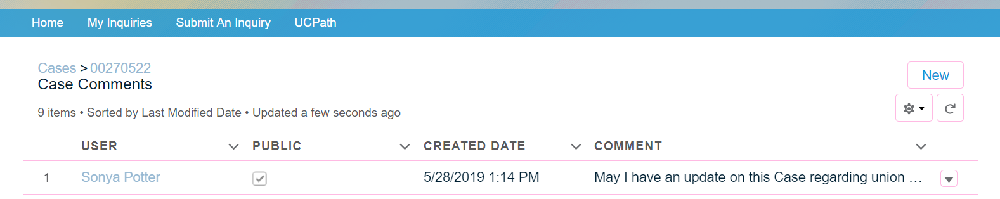 Home My Inquiries Submit An Inquiry UCPath
Cases > 00270522
Case Comments
New
9 items • Sorted by Last Modified Date • Updated a few seconds ago
USER PUBLIC CREATED DATE COMMENT
1 Sonya Potter 5/28/2019 1:14 PM May I have an update on this Case regarding union ...